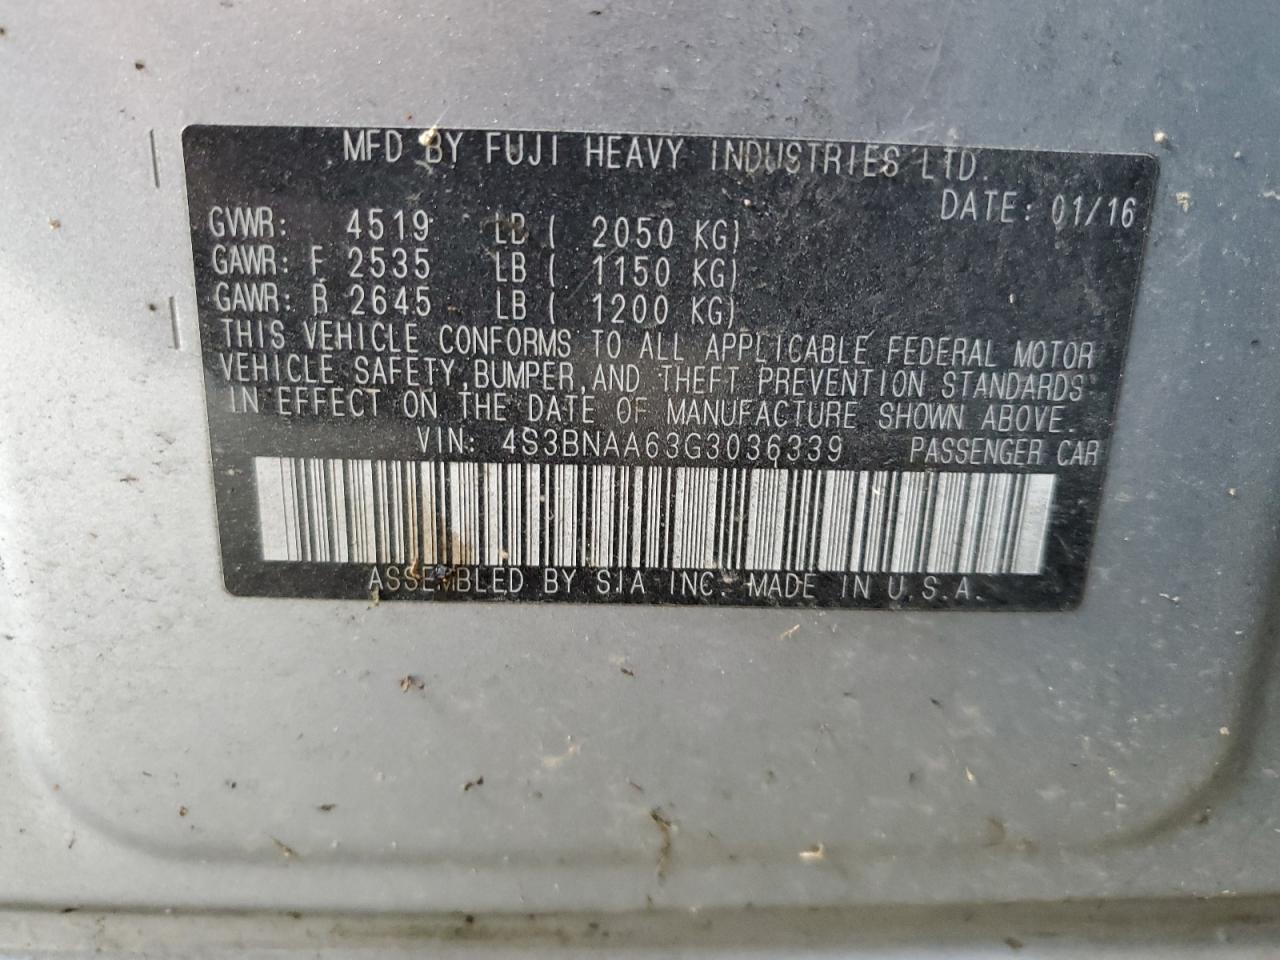 MFD BY FUJI HEAVY INDUSTRIES LTD.
DATE: 01/16
GVWR: 4519 LB ( 2050 KG)
GAWR: F 2535 LB ( 1150 KG)
GAWR: R 2645 LB ( 1200 KG)
THIS VEHICLE CONFORMS TO ALL APPLICABLE FEDERAL MOTOR
VEHICLE SAFETY,BUMPER,AND THEFT PREVENTION STANDARDS
IN EFFECT ON THE DATE OF MANUFACTURE SHOWN ABOVE.
VIN: 4S3BNAA63G3036339 PASSENGER CAR
ASSEMBLED BY S.I.A. INC. MADE IN U.S.A.